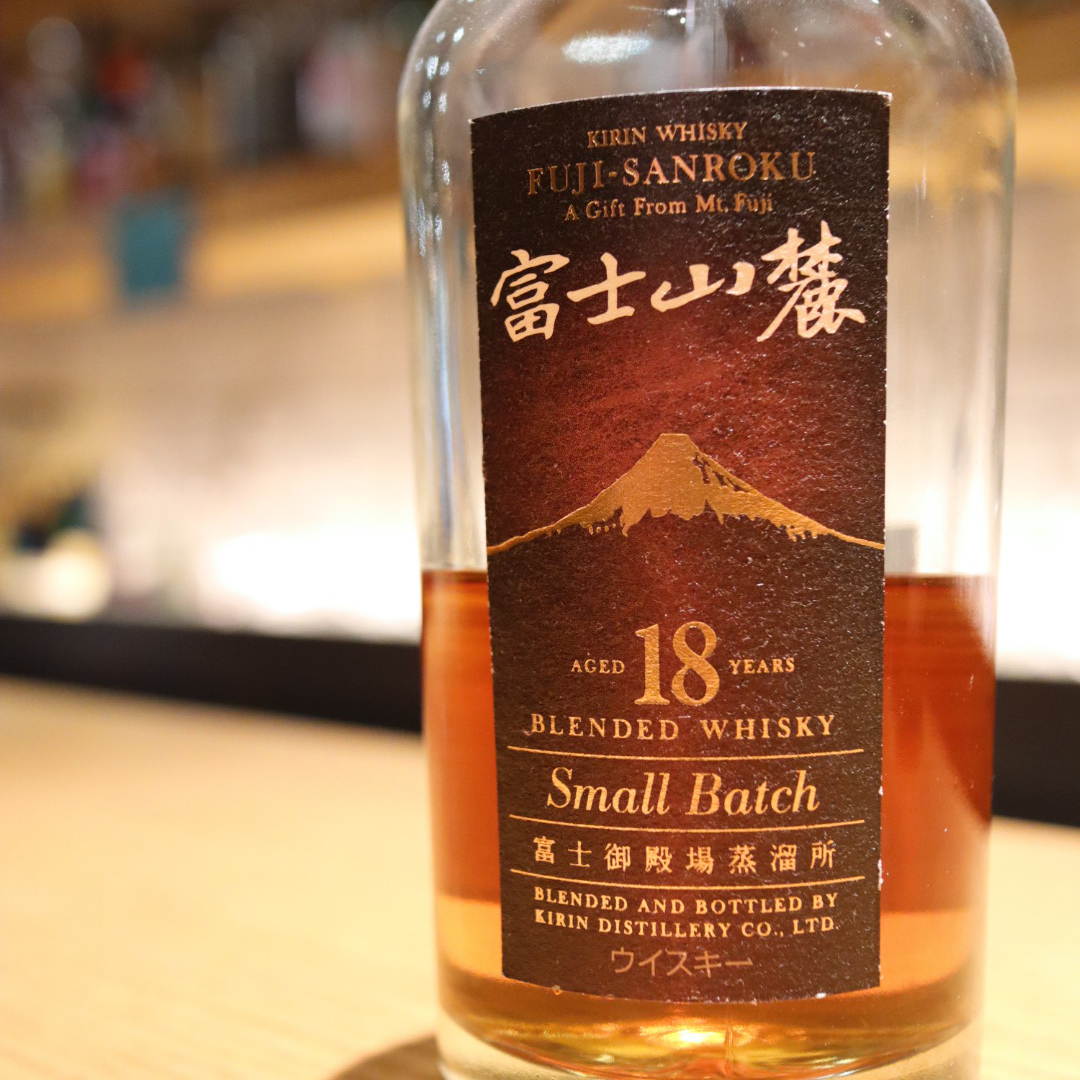 KIRIN WHISKY
FUJI-SANROKU
A Gift From Mt. Fuji
富士山麓
AGED 18 YEARS
BLENDED WHISKY
Small Batch
富士御殿場蒸溜所
BLENDED AND BOTTLED BY
KIRIN DISTILLERY CO., LTD.
ウイスキー